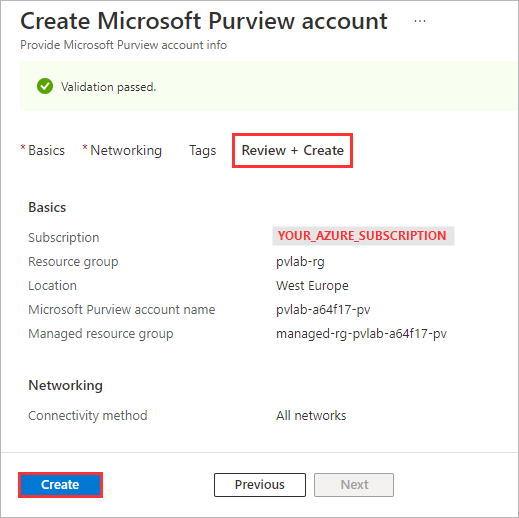 Create Microsoft Purview account ...
Provide Microsoft Purview account info
Validation passed.
* Basics * Networking Tags Review + Create
Basics
Subscription YOUR_AZURE_SUBSCRIPTION
Resource group pvlab-rg
Location West Europe
Microsoft Purview account name pvlab-a64f17-pv
Managed resource group managed-rg-pvlab-a64f17-pv
Networking
Connectivity method All networks
Create Previous Next